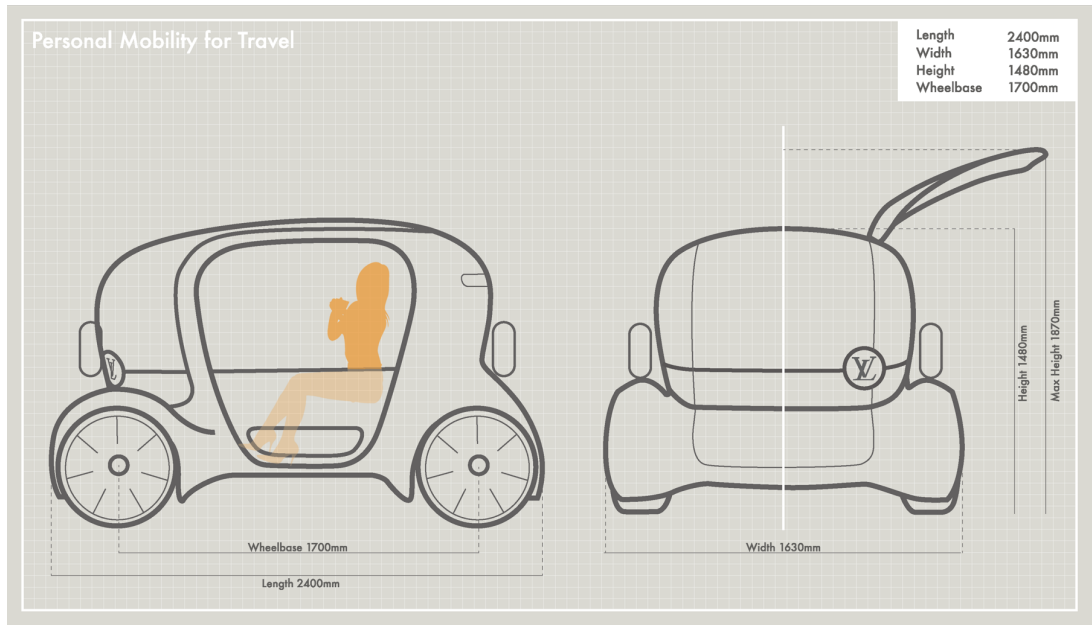 Personal Mobility for Travel
Length 2400mm
Width 1630mm
Height 1480mm
Wheelbase 1700mm
LV
LV
Height 1480mm
Max Height 1870mm
Wheelbase 1700mm
Width 1630mm
Length 2400mm